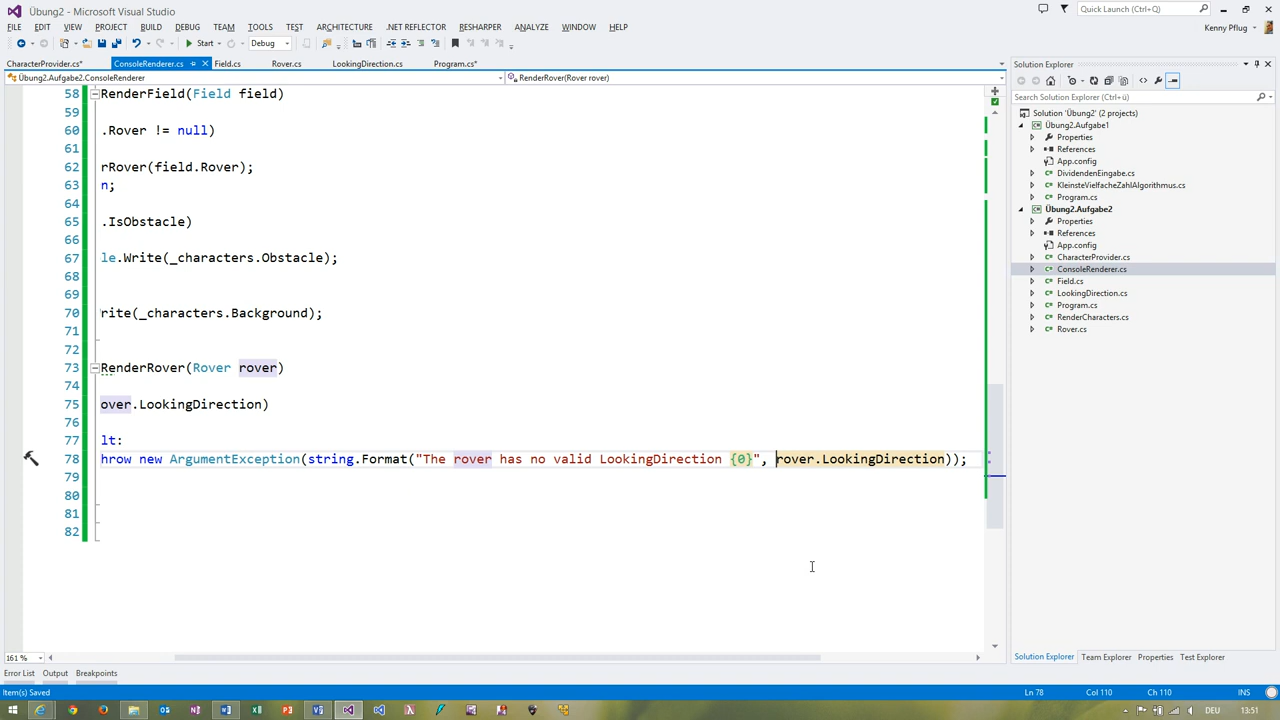 Übung2 - Microsoft Visual Studio
Quick Launch (Ctrl+Q)
FILE EDIT VIEW PROJECT BUILD DEBUG TEAM TOOLS TEST ARCHITECTURE .NET REFLECTOR RESHARPER ANALYZE WINDOW HELP
Kenny Pflug
Start Debug
CharacterProvider.cs* ConsoleRenderer.cs Field.cs Rover.cs LookingDirection.cs Program.cs*
Übung2.Aufgabe2.ConsoleRenderer RenderRover(Rover rover)
58 RenderField(Field field)
59
60 .Rover != null)
61
62 rRover(field.Rover);
63 n;
64
65 .IsObstacle)
66
67 le.Write(_characters.Obstacle);
68
69
70 rite(_characters.Background);
71
72
73 RenderRover(Rover rover)
74
75 over.LookingDirection)
76
77 lt:
78 hrow new ArgumentException(string.Format("The rover has no valid LookingDirection {0}", rover.LookingDirection));
79
80
81
82
161 %
Solution Explorer
Search Solution Explorer (Ctrl+ü)
Solution 'Übung2' (2 projects)
Übung2.Aufgabe1
Properties
References
App.config
DividendenEingabe.cs
KleinsteVielfacheZahlAlgorithmus.cs
Program.cs
Übung2.Aufgabe2
Properties
References
App.config
CharacterProvider.cs
ConsoleRenderer.cs
Field.cs
LookingDirection.cs
Program.cs
RenderCharacters.cs
Rover.cs
Solution Explorer Team Explorer Properties Test Explorer
Error List Output Breakpoints
Item(s) Saved Ln 78 Col 110 Ch 110 INS
DEU 13:51